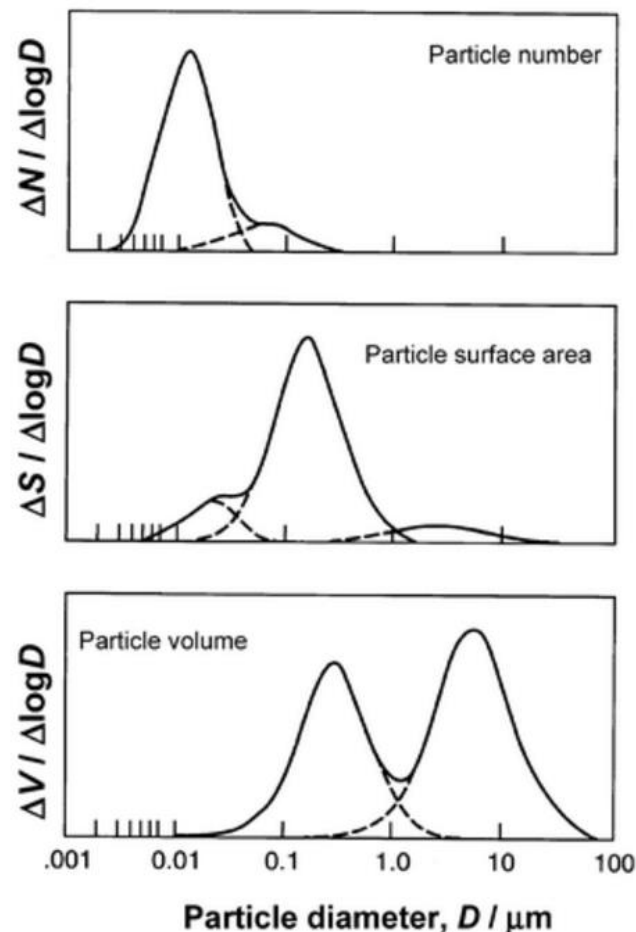 ΔN / ΔlogD
Particle number
ΔS / ΔlogD
Particle surface area
ΔV / ΔlogD
Particle volume
.001 0.01 0.1 1.0 10 100
Particle diameter, D / μm